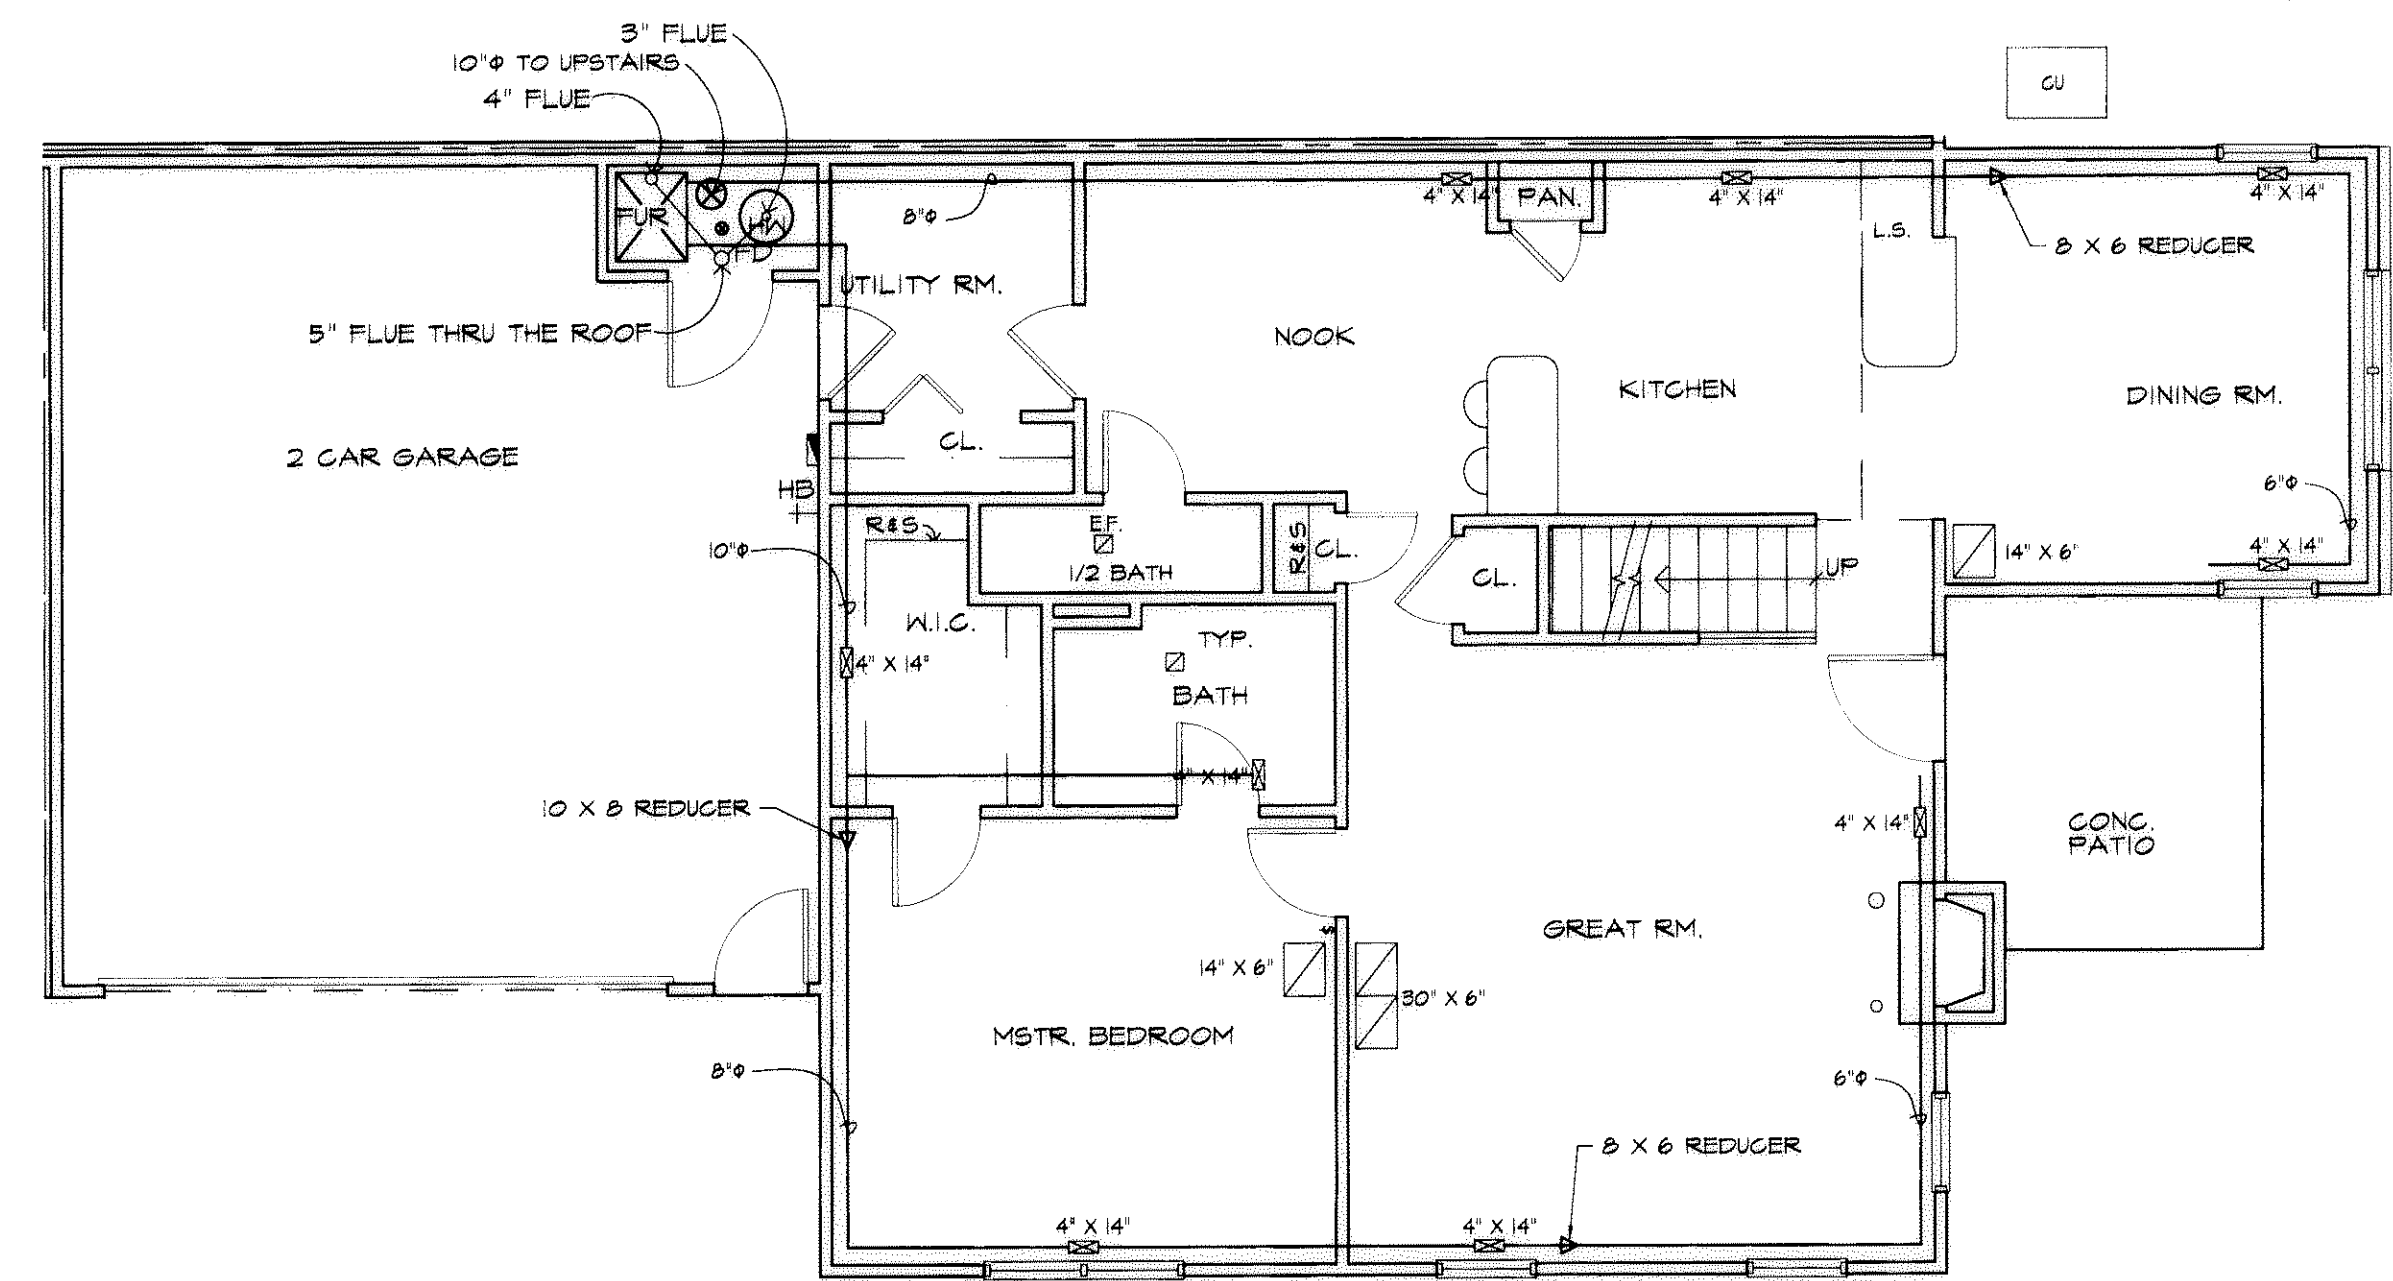 3" FLUE
10"Φ TO UPSTAIRS
4" FLUE
CU
FUR
HW
FD
8"Φ
4" X 14"
PAN.
4" X 14"
4" X 14"
L.S.
8 X 6 REDUCER
UTILITY RM.
5" FLUE THRU THE ROOF
NOOK
KITCHEN
DINING RM.
2 CAR GARAGE
CL.
HB
6"Φ
R&S
E.F.
1/2 BATH
R&S
CL.
CL.
UP
14" X 6"
4" X 14"
10"Φ
W.I.C.
TYP.
4" X 14"
BATH
4" X 14"
10 X 8 REDUCER
4" X 14"
CONC.
PATIO
GREAT RM.
14" X 6"
$
30" X 6"
MSTR. BEDROOM
8"Φ
6"Φ
8 X 6 REDUCER
4" X 14"
4" X 14"